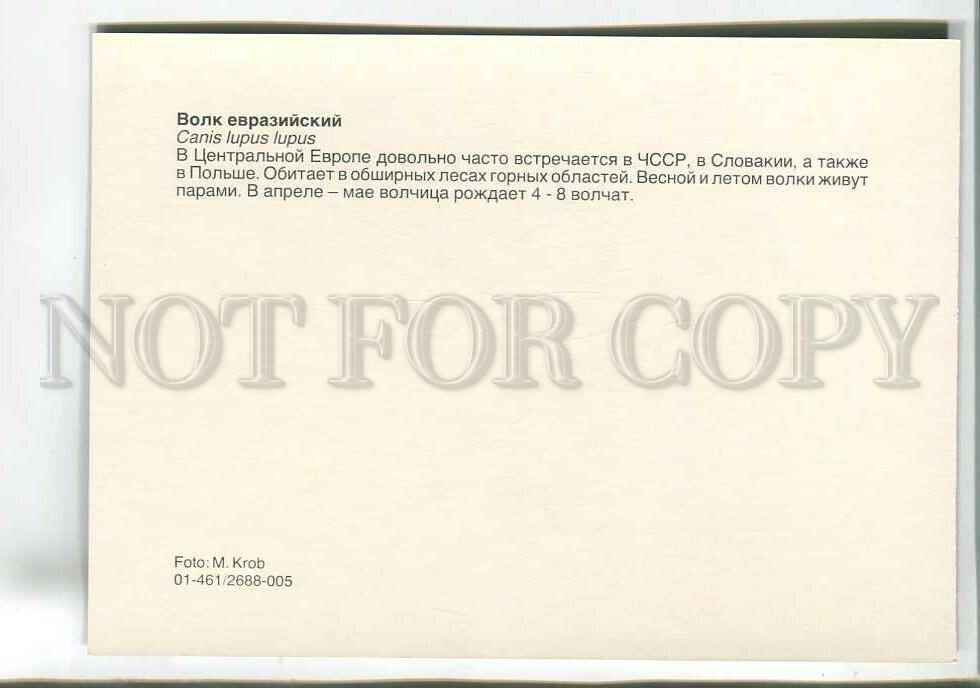 Волк евразийский
Canis lupus lupus
В Центральной Европе довольно часто встречается в ЧССР, в Словакии, а также
в Польше. Обитает в обширных лесах горных областей. Весной и летом волки живут
парами. В апреле – мае волчица рождает 4 - 8 волчат.
NOT FOR COPY
Foto: M. Krob
01-461/2688-005